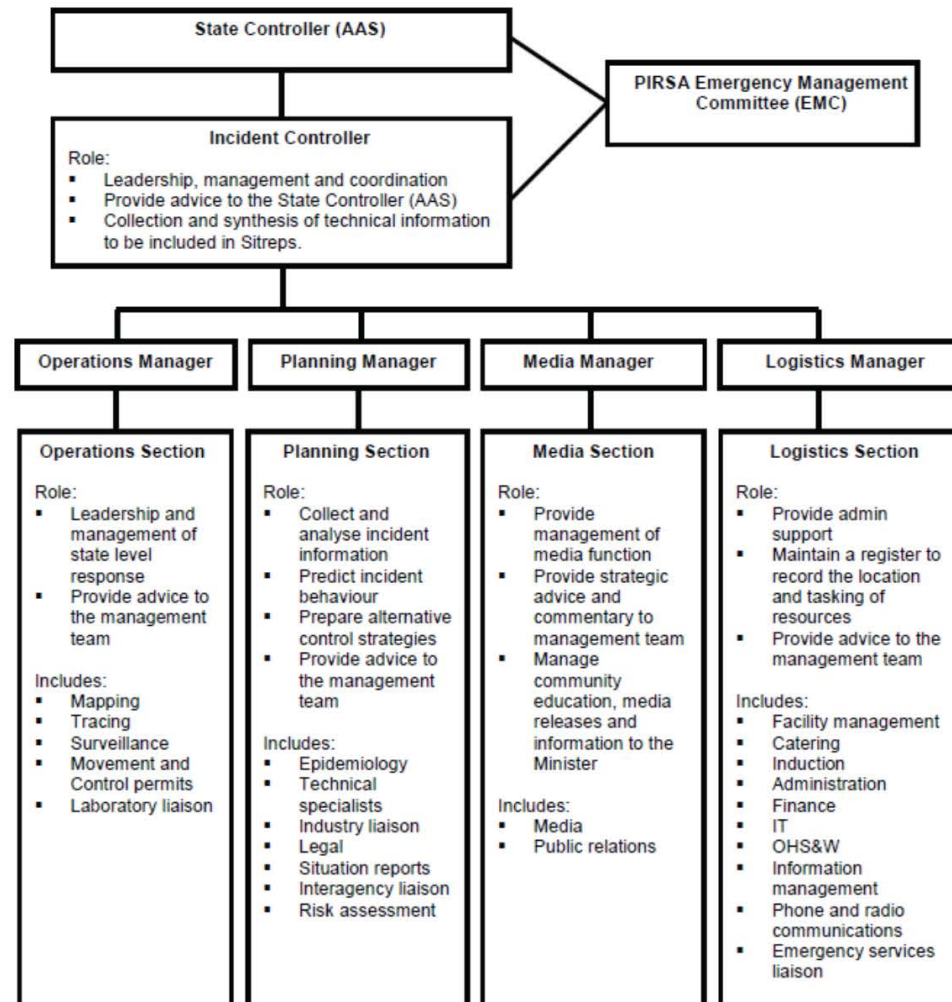 State Controller (AAS)
PIRSA Emergency Management
Committee (EMC)
Incident Controller
Role:
▪ Leadership, management and coordination
▪ Provide advice to the State Controller (AAS)
▪ Collection and synthesis of technical information
to be included in Sitreps.
Operations Manager
Planning Manager
Media Manager
Logistics Manager
Operations Section
Role:
▪ Leadership and
management of
state level
response
▪ Provide advice to
the management
team
Includes:
▪ Mapping
▪ Tracing
▪ Surveillance
▪ Movement and
Control permits
▪ Laboratory liaison
Planning Section
Role:
▪ Collect and
analyse incident
information
▪ Predict incident
behaviour
▪ Prepare alternative
control strategies
▪ Provide advice to
the management
team
Includes:
▪ Epidemiology
▪ Technical
specialists
▪ Industry liaison
▪ Legal
▪ Situation reports
▪ Interagency liaison
▪ Risk assessment
Media Section
Role:
▪ Provide
management of
media function
▪ Provide strategic
advice and
commentary to
management team
▪ Manage
community
education, media
releases and
information to the
Minister
Includes:
▪ Media
▪ Public relations
Logistics Section
Role:
▪ Provide admin
support
▪ Maintain a register to
record the location
and tasking of
resources
▪ Provide advice to the
management team
Includes:
▪ Facility management
▪ Catering
▪ Induction
▪ Administration
▪ Finance
▪ IT
▪ OHS&W
▪ Information
management
▪ Phone and radio
communications
▪ Emergency services
liaison